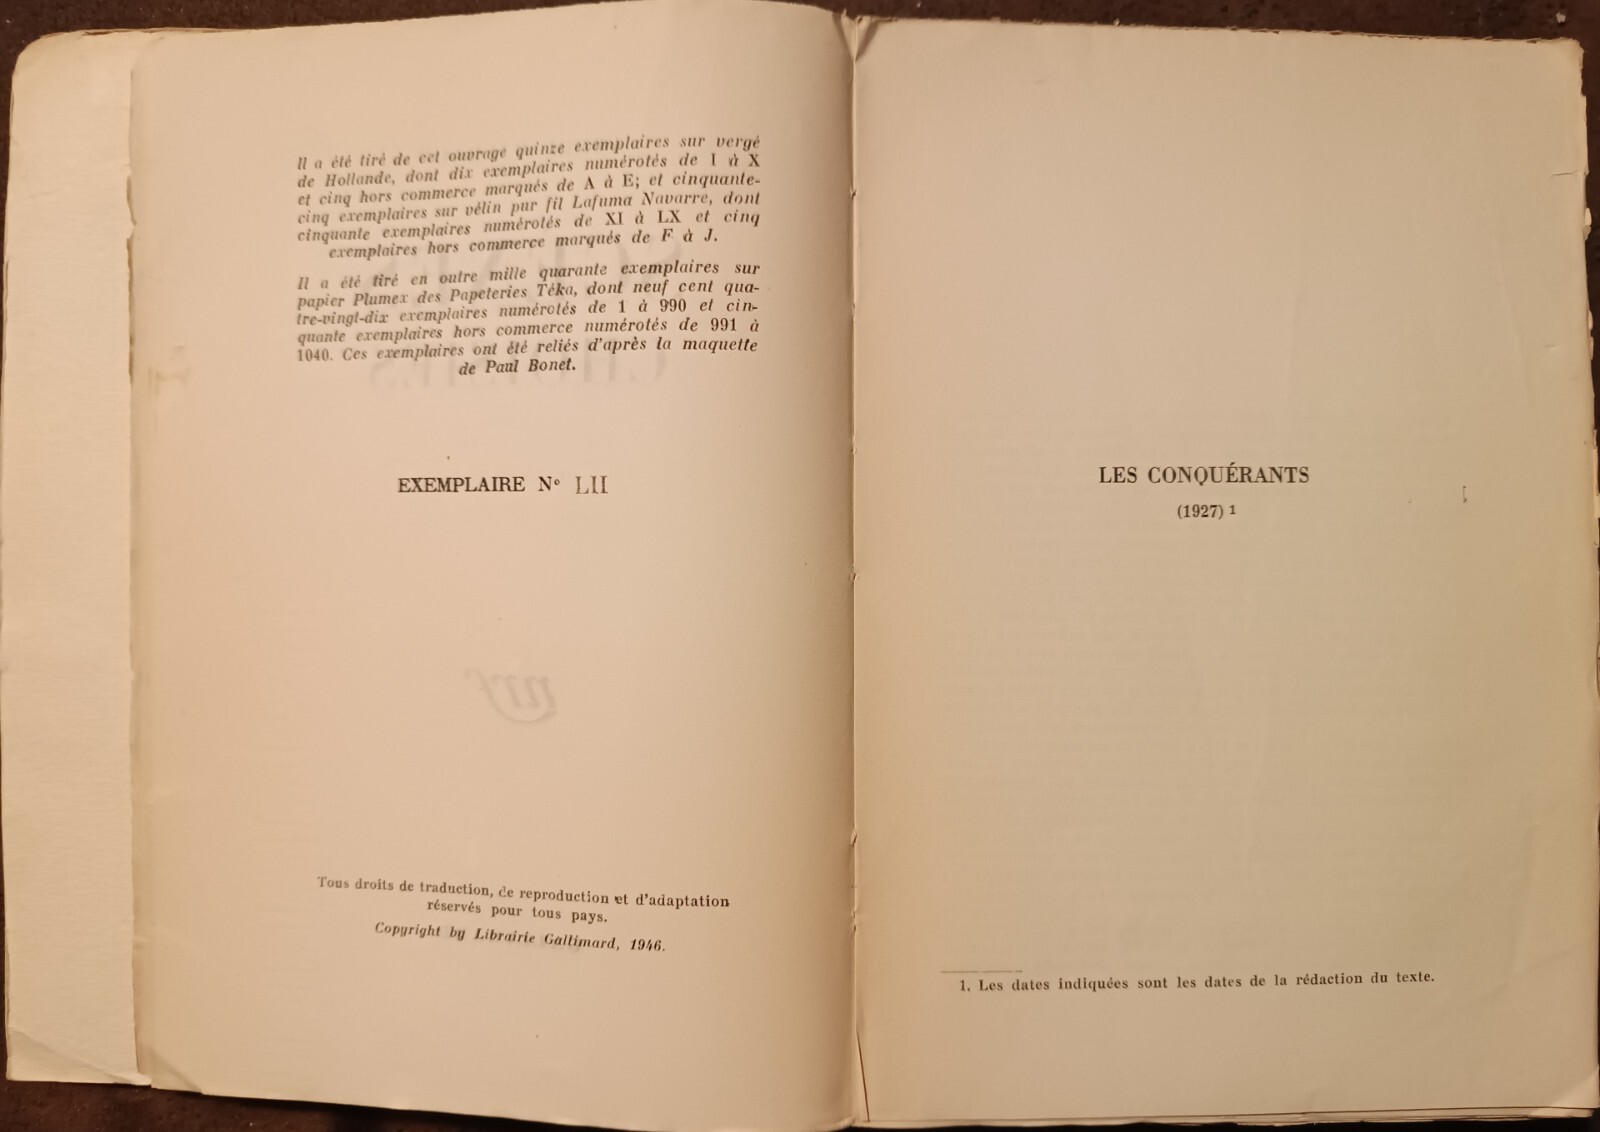 Il a été tiré de cet ouvrage quinze exemplaires sur vergé
de Hollande, dont dix exemplaires numérotés de I à X
et cinq hors commerce marqués de A à E; et cinquante-
cinq exemplaires sur vélin pur fil Lafuma Navarre, dont
cinquante exemplaires numérotés de XI à LX et cinq
exemplaires hors commerce marqués de F à J.
Il a été tiré en outre mille quarante exemplaires sur
papier Plumex des Papeteries Téka, dont neuf cent qua-
tre-vingt-dix exemplaires numérotés de 1 à 990 et cin-
quante exemplaires hors commerce numérotés de 991 à
1040. Ces exemplaires ont été reliés d'après la maquette
de Paul Bonet.
EXEMPLAIRE N° LII
nrf
Tous droits de traduction, de reproduction et d'adaptation
réservés pour tous pays.
Copyright by Librairie Gallimard, 1946.
LES CONQUÉRANTS
(1927) 1
1. Les dates indiquées sont les dates de la rédaction du texte.